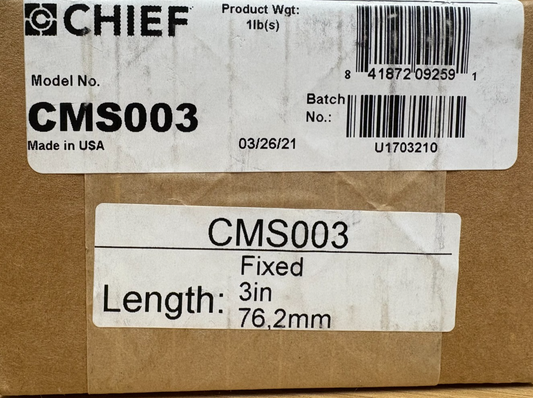 CHIEF
Product Wgt:
1lb(s)
8 41872 09259 1
Model No.
CMS003
Made in USA
03/26/21
Batch
No.:
U1703210
CMS003
Fixed
Length: 3in
76,2mm